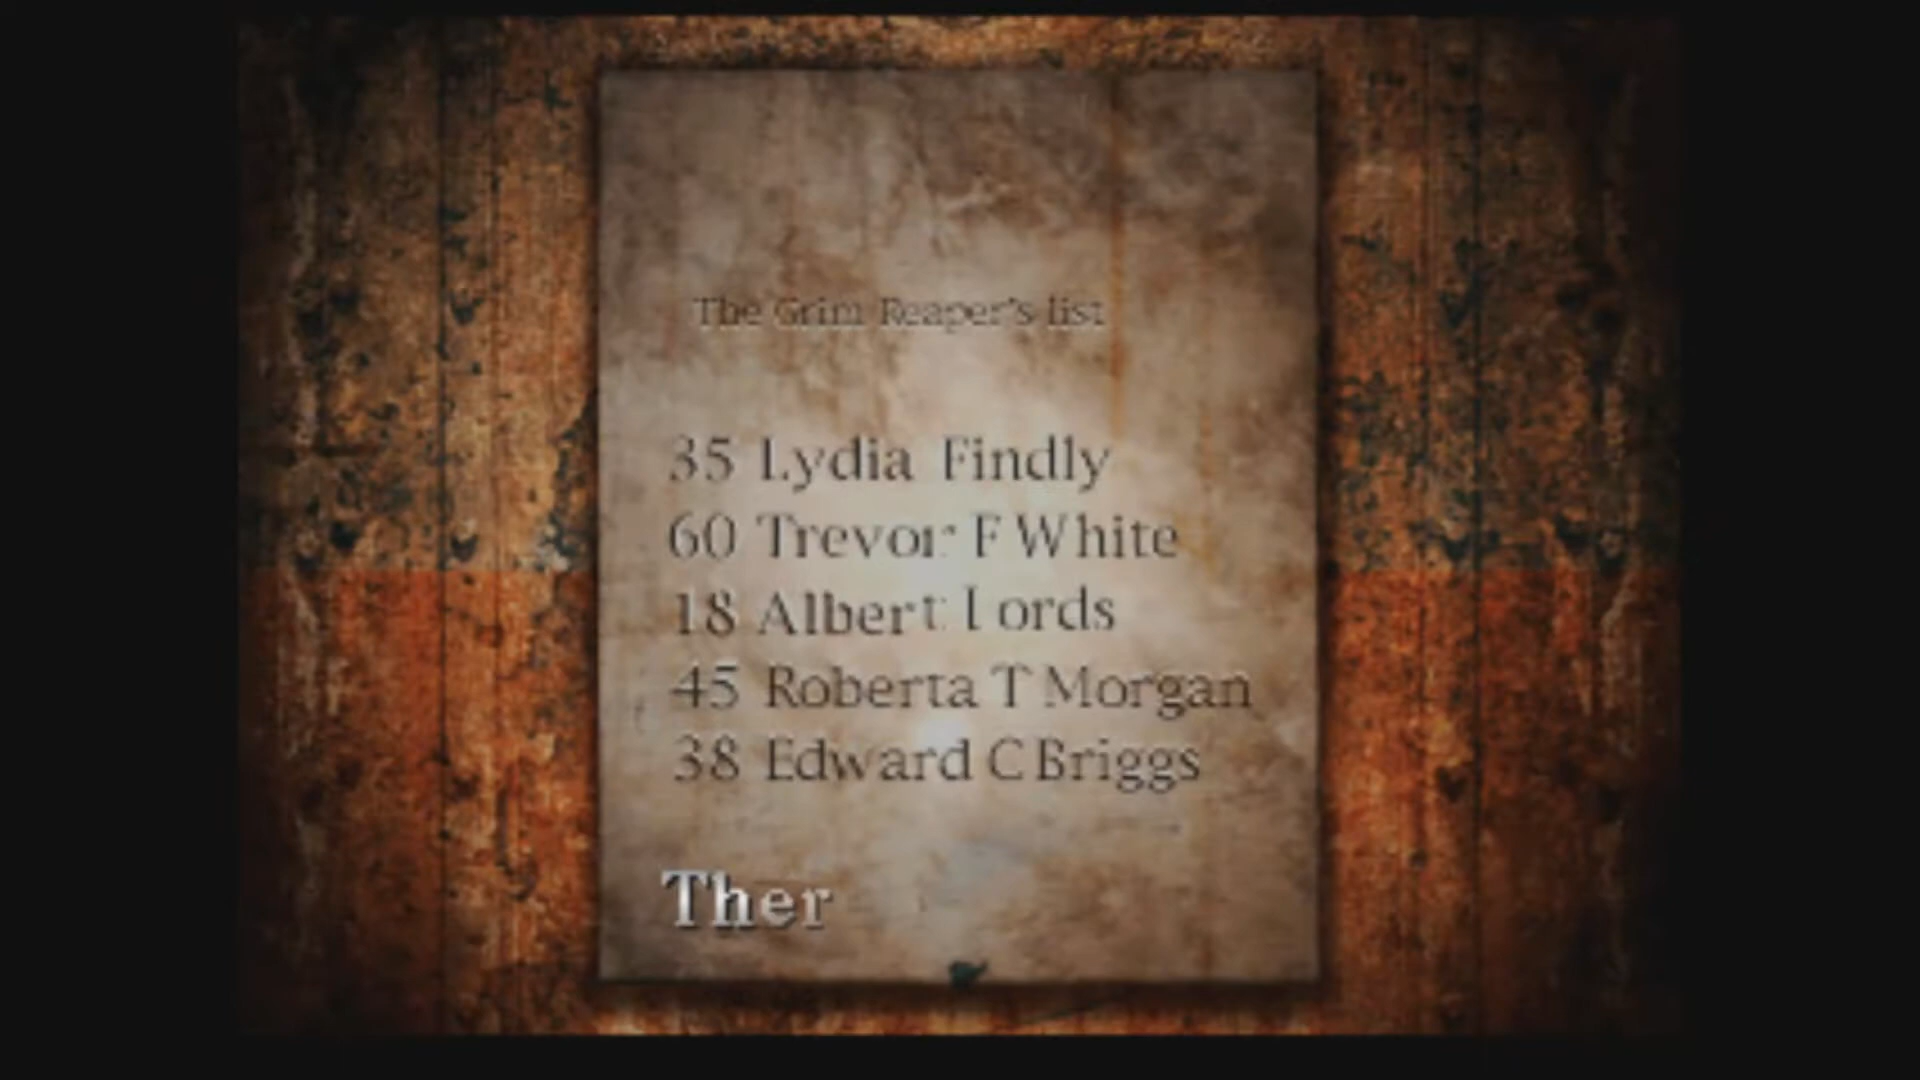 The Grim Reaper's list
35 Lydia Findly
60 Trevor F White
18 Albert Lords
45 Roberta T Morgan
38 Edward C Briggs
Ther